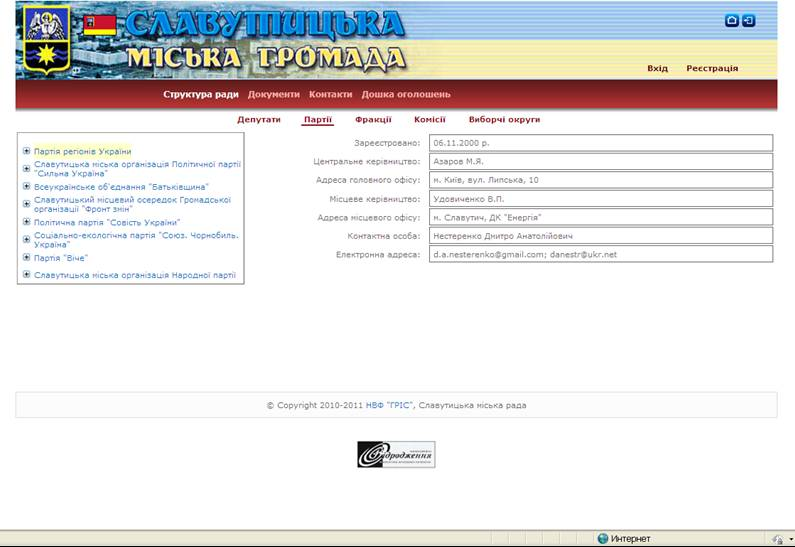 СЛАВУТИЦЬКА
МІСЬКА ГРОМАДА
Вхід Реєстрація
Структура ради Документи Контакти Дошка оголошень
Депутати Партії Фракції Комісії Виборчі округи
Партія регіонів України
Славутицька міська організація Політичної партії
"Сильна Україна"
Всеукраїнське об'єднання "Батьківщина"
Славутицький місцевий осередок Громадської
організації "Фронт змін"
Політична партія "Совість України"
Соціально-екологічна партія "Союз. Чорнобиль.
Україна"
Партія "Віче"
Славутицька міська організація Народної партії
Зареєстровано: 06.11.2000 р.
Центральне керівництво: Азаров М.Я.
Адреса головного офісу: м. Київ, вул. Липська, 10
Місцеве керівництво: Удовиченко В.П.
Адреса місцевого офісу: м. Славутич, ДК "Енергія"
Контактна особа: Нестеренко Дмитро Анатолійович
Електронна адреса: d.a.nesterenko@gmail.com; danestr@ukr.net
© Copyright 2010-2011 НВФ "ГРІС", Славутицька міська рада
Відродження
Интернет